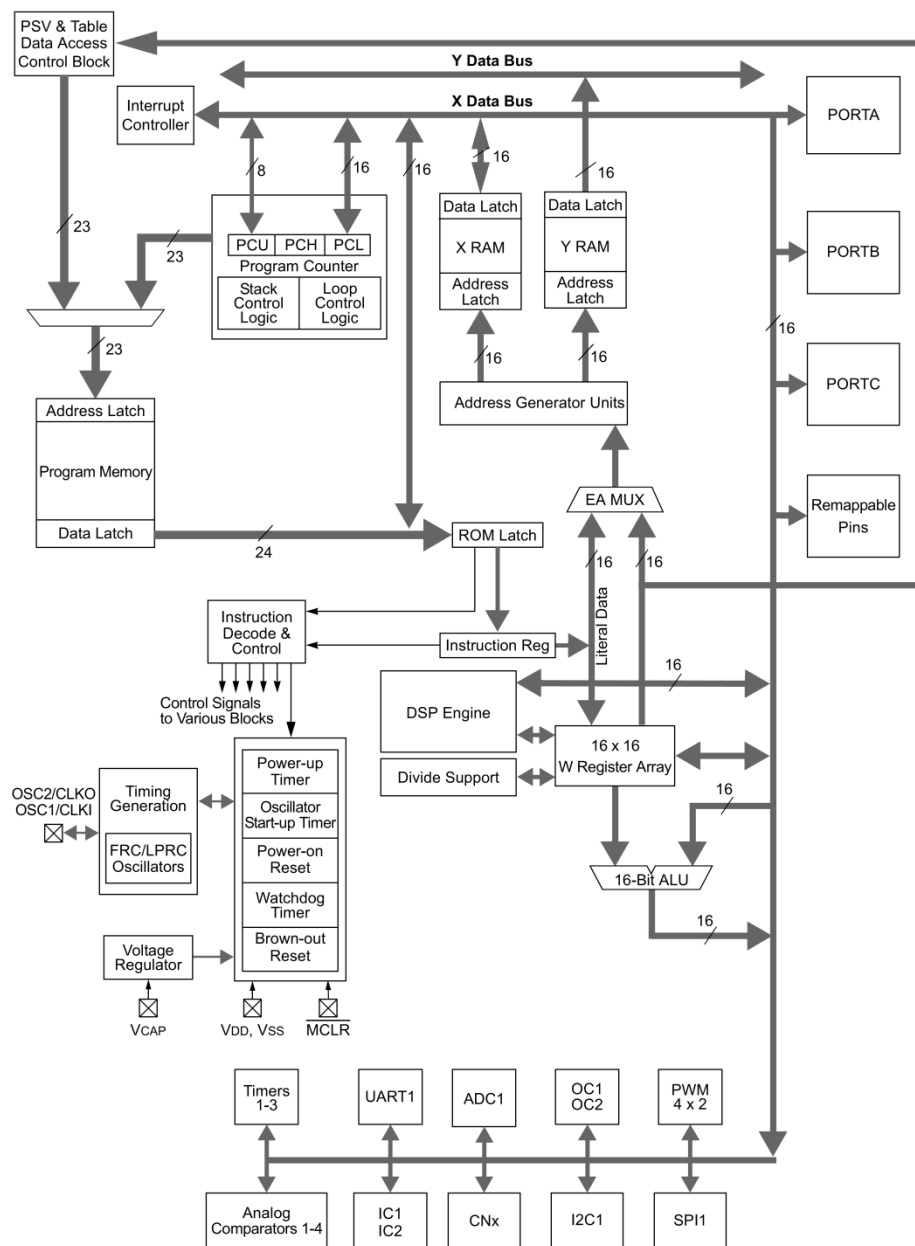 PSV & Table
Data Access
Control Block
Y Data Bus
Interrupt
Controller
X Data Bus
PORTA
8
16
16
16
16
Data Latch
X RAM
Address
Latch
Data Latch
Y RAM
Address
Latch
23
23
PCU
PCH
PCL
Program Counter
Stack
Control
Logic
Loop
Control
Logic
PORTB
16
23
16
16
PORTC
Address Generator Units
Address Latch
Program Memory
Data Latch
EA MUX
Remappable
Pins
24
ROM Latch
16
16
Literal Data
Instruction
Decode &
Control
Instruction Reg
Control Signals
to Various Blocks
16
DSP Engine
16 x 16
W Register Array
Divide Support
OSC2/CLKO
OSC1/CLKI
Timing
Generation
FRC/LPRC
Oscillators
Power-up
Timer
Oscillator
Start-up Timer
Power-on
Reset
Watchdog
Timer
Brown-out
Reset
16
16-Bit ALU
16
Voltage
Regulator
VCAP
VDD, VSS
MCLR
Timers
1-3
UART1
ADC1
OC1
OC2
PWM
4 x 2
Analog
Comparators 1-4
IC1
IC2
CNx
I2C1
SPI1